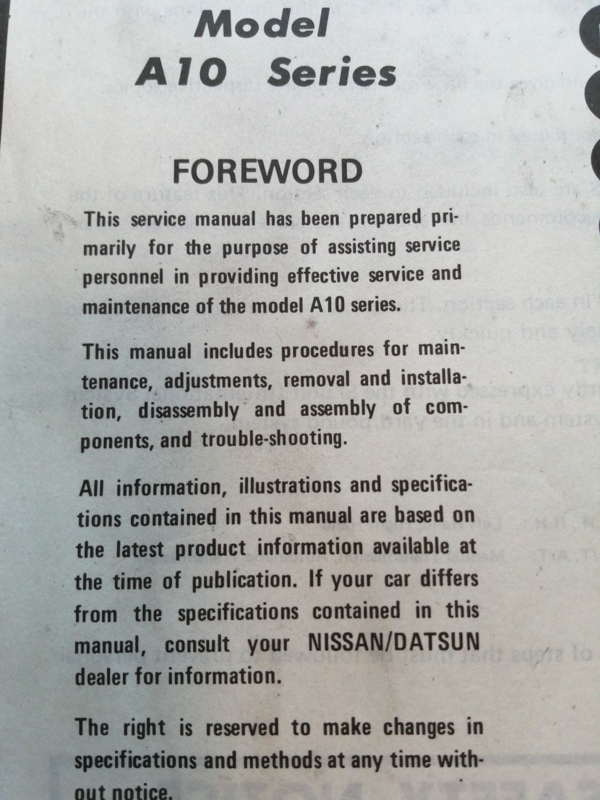 Model
A10 Series
FOREWORD
This service manual has been prepared pri-
marily for the purpose of assisting service
personnel in providing effective service and
maintenance of the model A10 series.
This manual includes procedures for main-
tenance, adjustments, removal and installa-
tion, disassembly and assembly of com-
ponents, and trouble-shooting.
All information, illustrations and specifica-
tions contained in this manual are based on
the latest product information available at
the time of publication. If your car differs
from the specifications contained in this
manual, consult your NISSAN/DATSUN
dealer for information.
The right is reserved to make changes in
specifications and methods at any time with-
out notice.